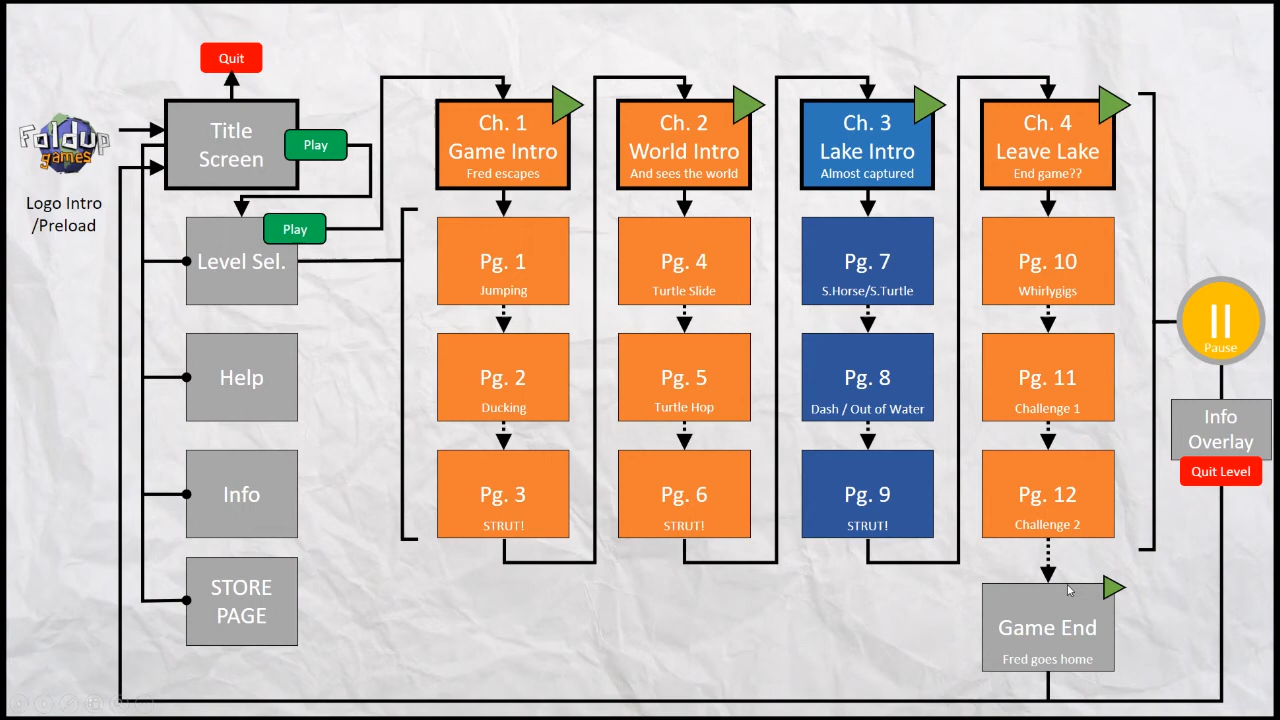 Quit
Foldup
games
Logo Intro
/Preload
Title
Screen
Play
Play
Level Sel.
Help
Info
STORE
PAGE
Ch. 1
Game Intro
Fred escapes
Pg. 1
Jumping
Pg. 2
Ducking
Pg. 3
STRUT!
Ch. 2
World Intro
And sees the world
Pg. 4
Turtle Slide
Pg. 5
Turtle Hop
Pg. 6
STRUT!
Ch. 3
Lake Intro
Almost captured
Pg. 7
S.Horse/S.Turtle
Pg. 8
Dash / Out of Water
Pg. 9
STRUT!
Ch. 4
Leave Lake
End game??
Pg. 10
Whirlygigs
Pg. 11
Challenge 1
Pg. 12
Challenge 2
Game End
Fred goes home
Pause
Info
Overlay
Quit Level